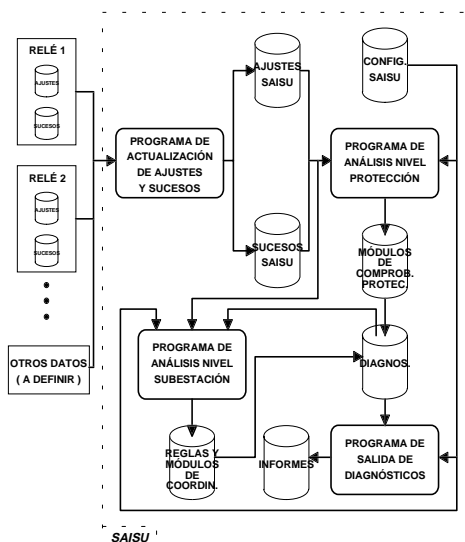 RELÉ 1
AJUSTES
SUCESOS
RELÉ 2
AJUSTES
SUCESOS
OTROS DATOS
( A DEFINIR )
PROGRAMA DE
ACTUALIZACIÓN
DE AJUSTES
Y SUCESOS
AJUSTES
SAISU
SUCESOS
SAISU
CONFIG.
SAISU
PROGRAMA DE
ANÁLISIS NIVEL
PROTECCIÓN
MÓDULOS
DE
COMPROB.
PROTEC.
PROGRAMA DE
ANÁLISIS NIVEL
SUBESTACIÓN
DIAGNOS.
REGLAS Y
MÓDULOS
DE
COORDIN.
INFORMES
PROGRAMA DE
SALIDA DE
DIAGNÓSTICOS
SAISU